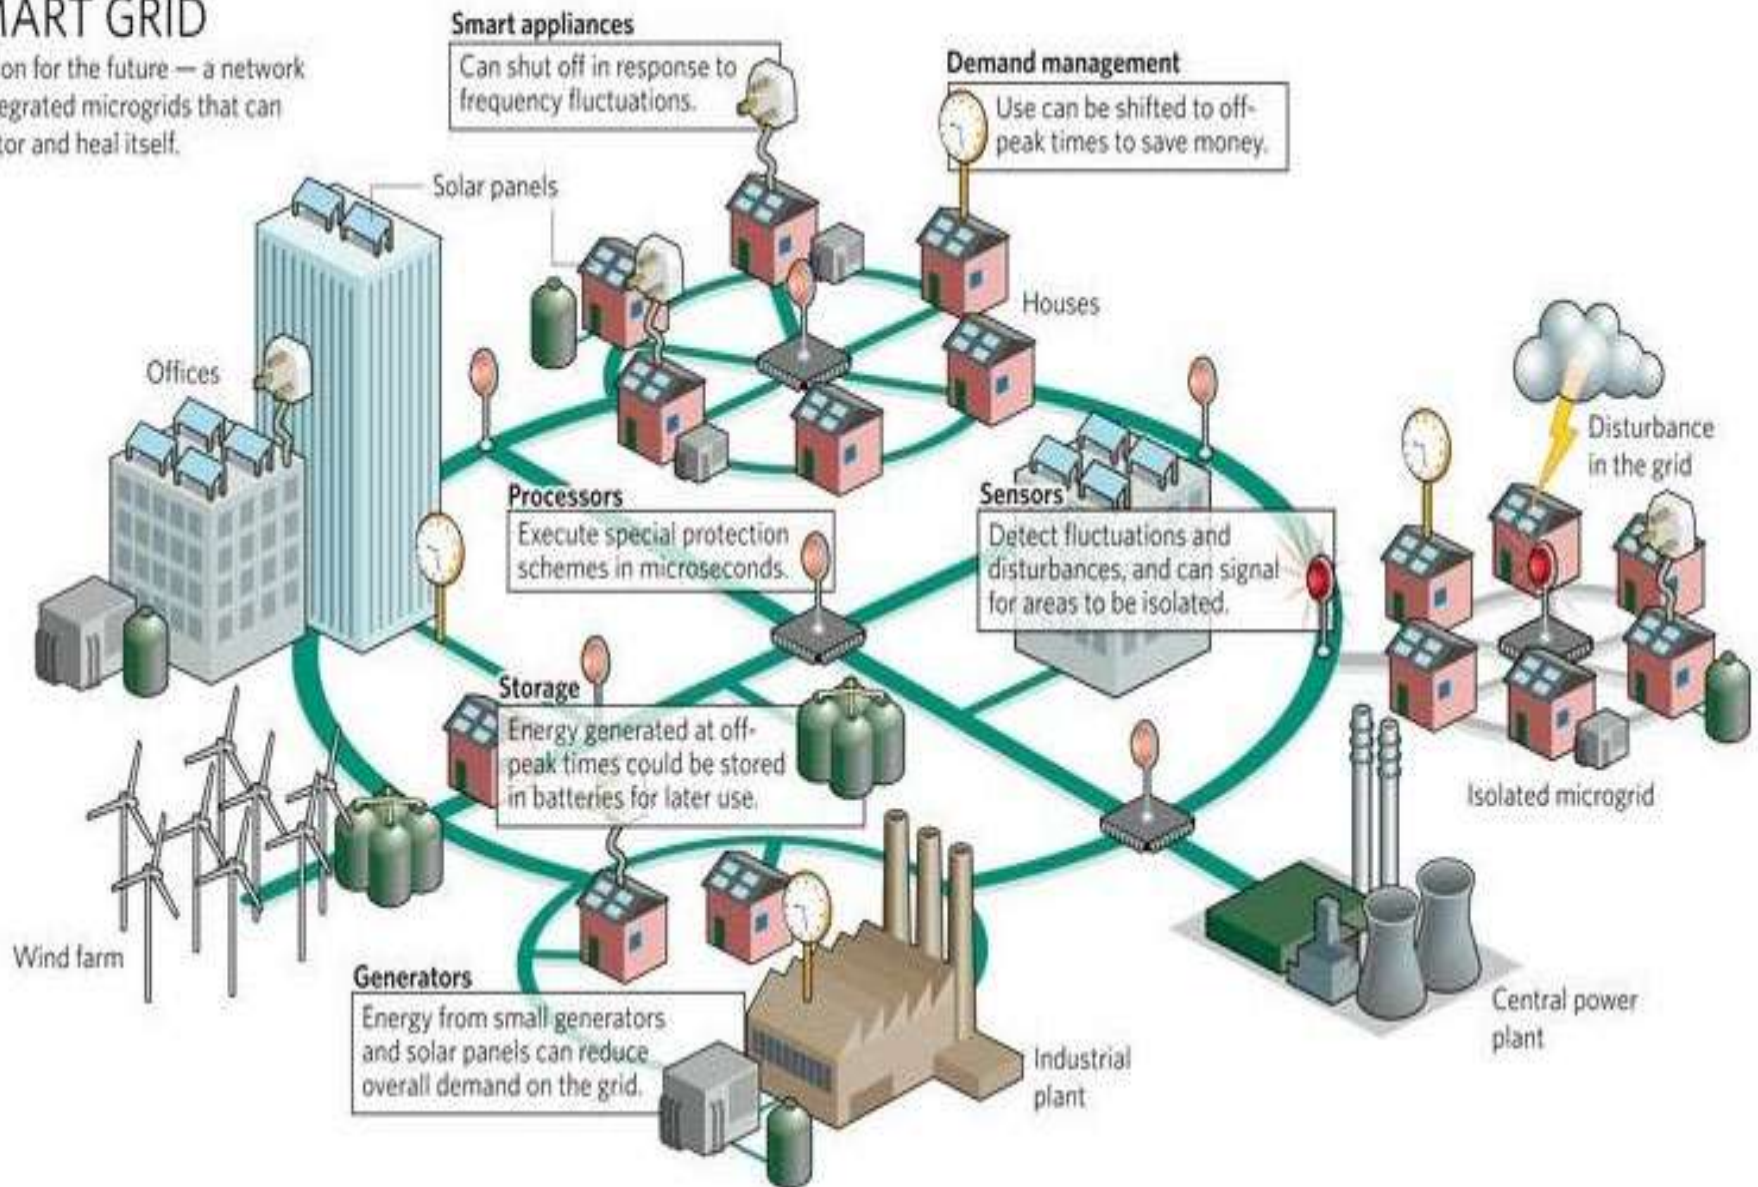 MART GRID
on for the future — a network
egrated microgrids that can
tor and heal itself.
Smart appliances
Can shut off in response to
frequency fluctuations.
Demand management
Use can be shifted to off-
peak times to save money.
Solar panels
Houses
Offices
Disturbance
in the grid
Processors
Execute special protection
schemes in microseconds.
Sensors
Detect fluctuations and
disturbances, and can signal
for areas to be isolated.
Storage
Energy generated at off-
peak times could be stored
in batteries for later use.
Isolated microgrid
Wind farm
Generators
Energy from small generators
and solar panels can reduce
overall demand on the grid.
Industrial
plant
Central power
plant